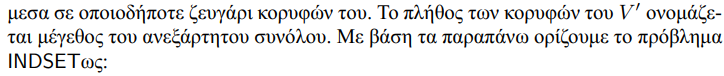 μεσα σε οποιοδήποτε ζευγάρι κορυφών του. Το πλήθος των κορυφών του V ′ ονομάζε-
ται μέγεθος του ανεξάρτητου συνόλου. Με βάση τα παραπάνω ορίζουμε το πρόβλημα
INDSETως: